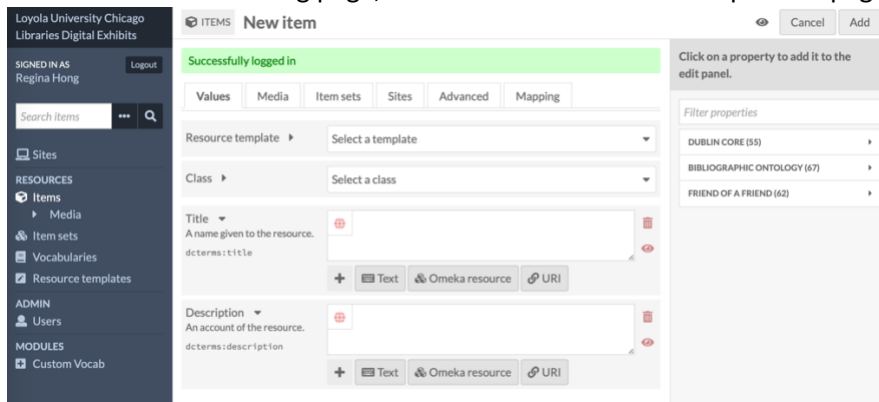 Loyola University Chicago
Libraries Digital Exhibits
SIGNED IN AS
Logout
Regina Hong
Search items
Sites
RESOURCES
Items
Media
Item sets
Vocabularies
Resource templates
ADMIN
Users
MODULES
Custom Vocab
ITEMS New item
Cancel Add
Successfully logged in
Values Media Item sets Sites Advanced Mapping
Resource template Select a template
Class Select a class
Title
A name given to the resource.
dcterms:title
Text Omeka resource URI
Description
An account of the resource.
dcterms:description
Text Omeka resource URI
Click on a property to add it to the
edit panel.
Filter properties
DUBLIN CORE (55)
BIBLIOGRAPHIC ONTOLOGY (67)
FRIEND OF A FRIEND (62)